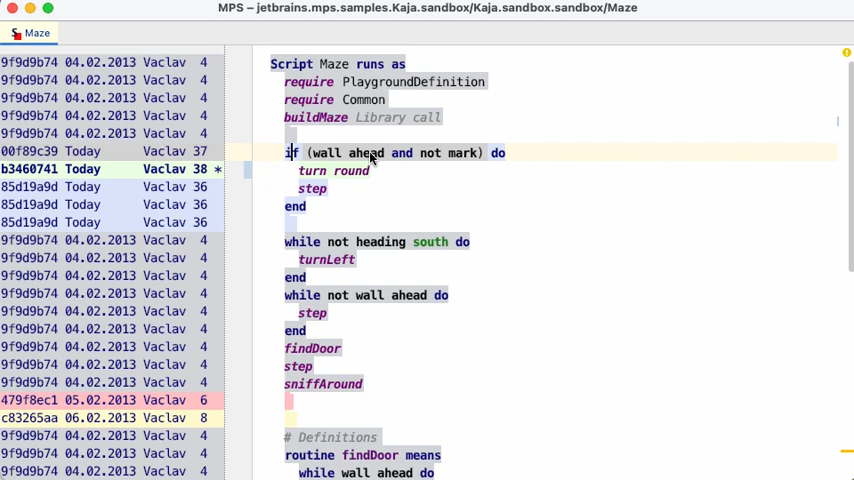 MPS – jetbrains.mps.samples.Kaja.sandbox/Kaja.sandbox.sandbox/Maze
S Maze
9f9d9b74 04.02.2013 Vaclav 4 Script Maze runs as
9f9d9b74 04.02.2013 Vaclav 4 require PlaygroundDefinition
9f9d9b74 04.02.2013 Vaclav 4 require Common
9f9d9b74 04.02.2013 Vaclav 4 buildMaze Library call
9f9d9b74 04.02.2013 Vaclav 4
00f89c39 Today Vaclav 37 if (wall ahead and not mark) do
b3460741 Today Vaclav 38 * turn round
85d19a9d Today Vaclav 36 step
85d19a9d Today Vaclav 36 end
85d19a9d Today Vaclav 36
9f9d9b74 04.02.2013 Vaclav 4 while not heading south do
9f9d9b74 04.02.2013 Vaclav 4 turnLeft
9f9d9b74 04.02.2013 Vaclav 4 end
9f9d9b74 04.02.2013 Vaclav 4 while not wall ahead do
9f9d9b74 04.02.2013 Vaclav 4 step
9f9d9b74 04.02.2013 Vaclav 4 end
9f9d9b74 04.02.2013 Vaclav 4 findDoor
9f9d9b74 04.02.2013 Vaclav 4 step
9f9d9b74 04.02.2013 Vaclav 4 sniffAround
479f8ec1 05.02.2013 Vaclav 6
c83265aa 06.02.2013 Vaclav 8
9f9d9b74 04.02.2013 Vaclav 4 # Definitions
9f9d9b74 04.02.2013 Vaclav 4 routine findDoor means
9f9d9b74 04.02.2013 Vaclav 4 while wall ahead do